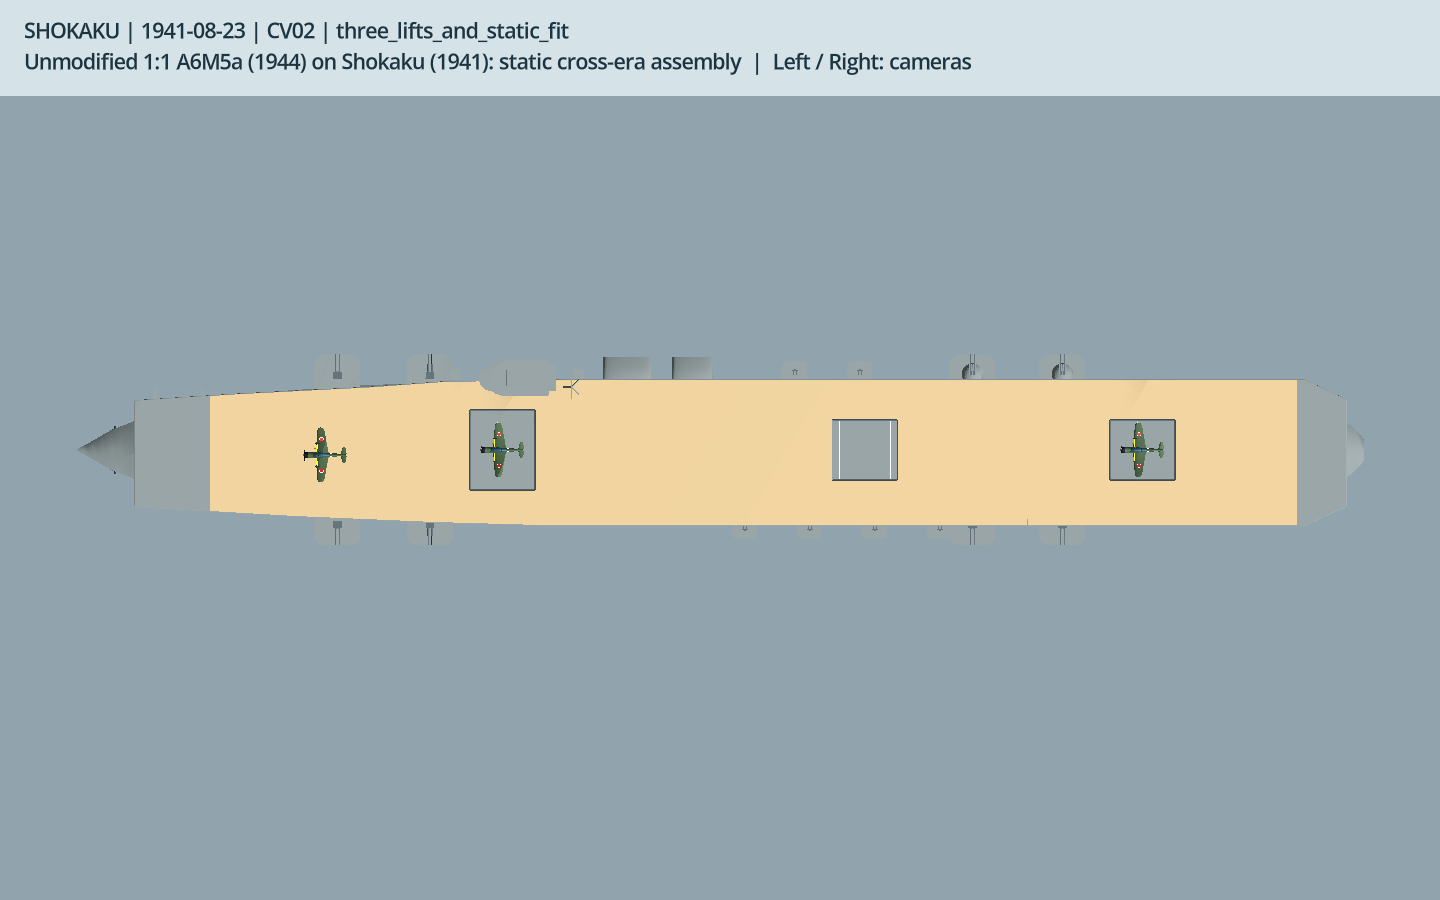 SHOKAKU | 1941-08-23 | CV02 | three_lifts_and_static_fit
Unmodified 1:1 A6M5a (1944) on Shokaku (1941): static cross-era assembly | Left / Right: cameras